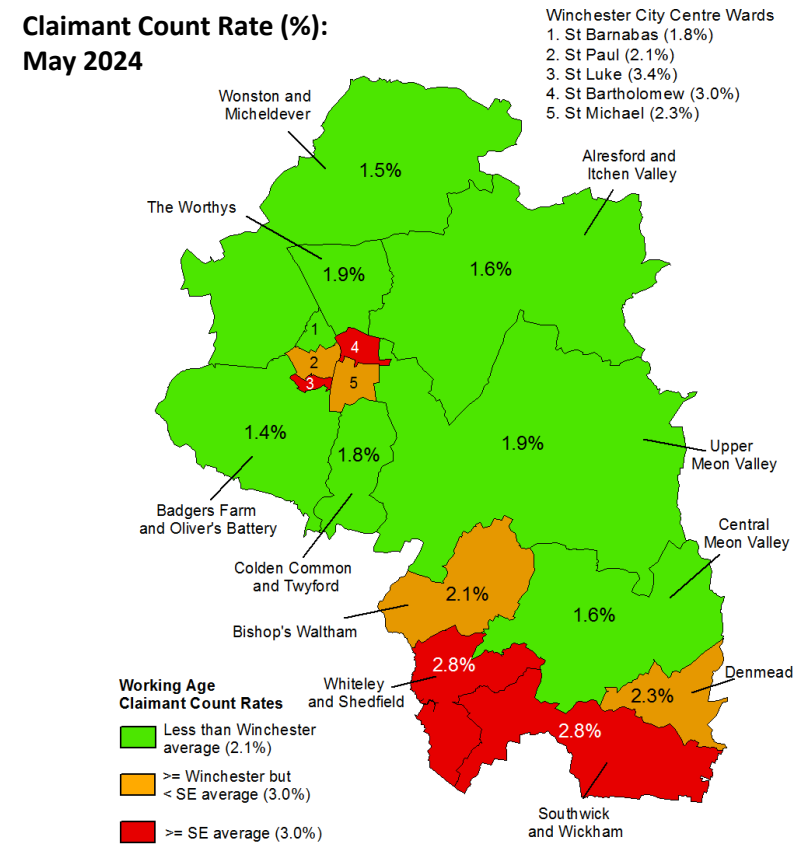 Claimant Count Rate (%):
May 2024
Winchester City Centre Wards
1. St Barnabas (1.8%)
2. St Paul (2.1%)
3. St Luke (3.4%)
4. St Bartholomew (3.0%)
5. St Michael (2.3%)
Wonston and
Micheldever
1.5%
Alresford and
Itchen Valley
The Worthys
1.9%
1.6%
1
4
2
3
5
1.4%
1.8%
1.9%
Upper
Meon Valley
Badgers Farm
and Oliver's Battery
Central
Meon Valley
Colden Common
and Twyford
2.1%
1.6%
Bishop's Waltham
2.8%
Whiteley
and Shedfield
Denmead
2.3%
2.8%
Southwick
and Wickham
Working Age
Claimant Count Rates
Less than Winchester
average (2.1%)
>= Winchester but
< SE average (3.0%)
>= SE average (3.0%)